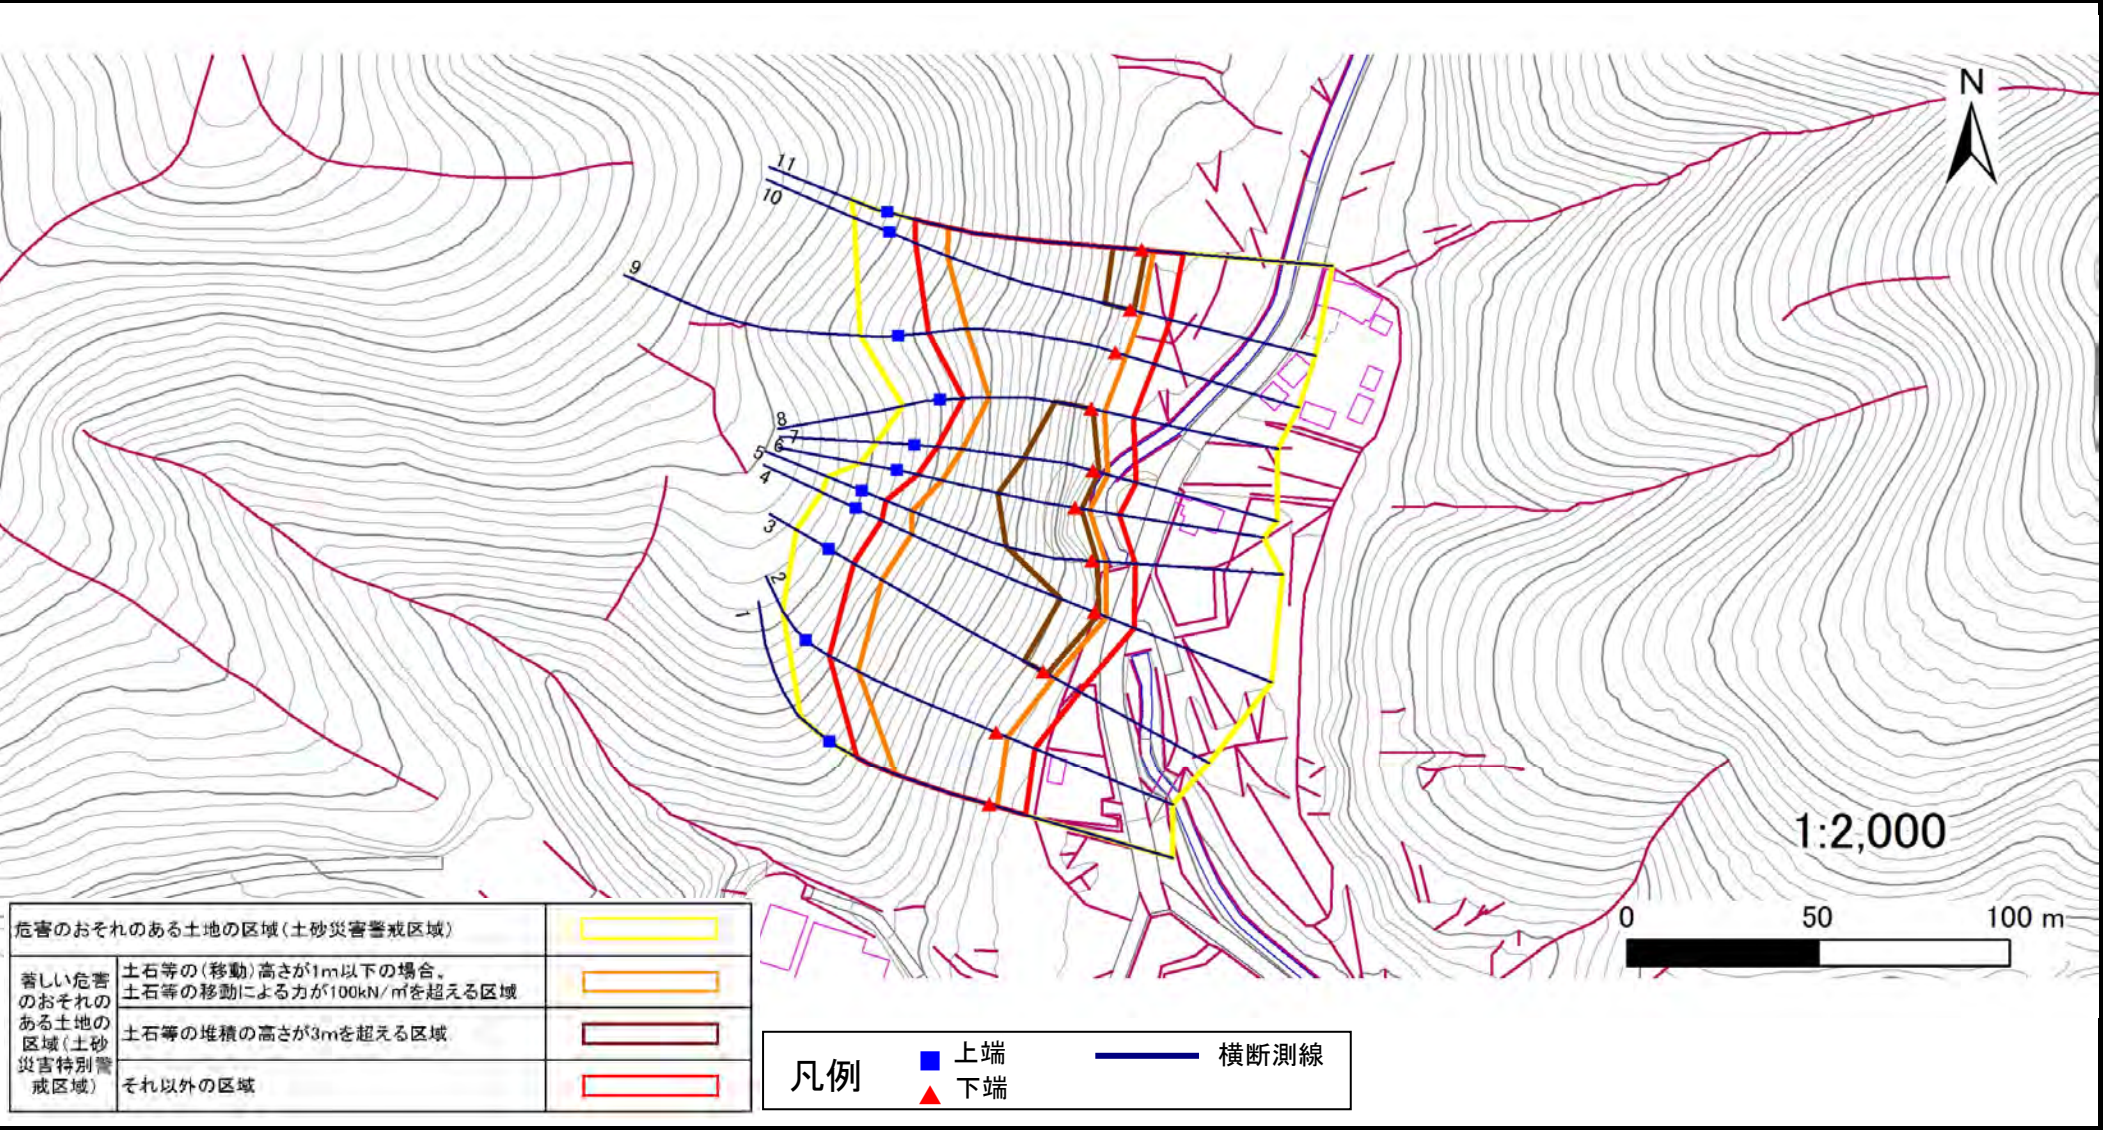 N
11
10
9
8
7
6
5
4
3
2
1
1:2,000
0 50 100 m
危害のおそれのある土地の区域(土砂災害警戒区域)
著しい危害
のおそれの
ある土地の
区域(土砂
災害特別警
戒区域)
土石等の(移動)高さが1m以下の場合、
土石等の移動による力が100kN/㎡を超える区域
土石等の堆積の高さが3mを超える区域
それ以外の区域
凡例
上端
下端
横断測線